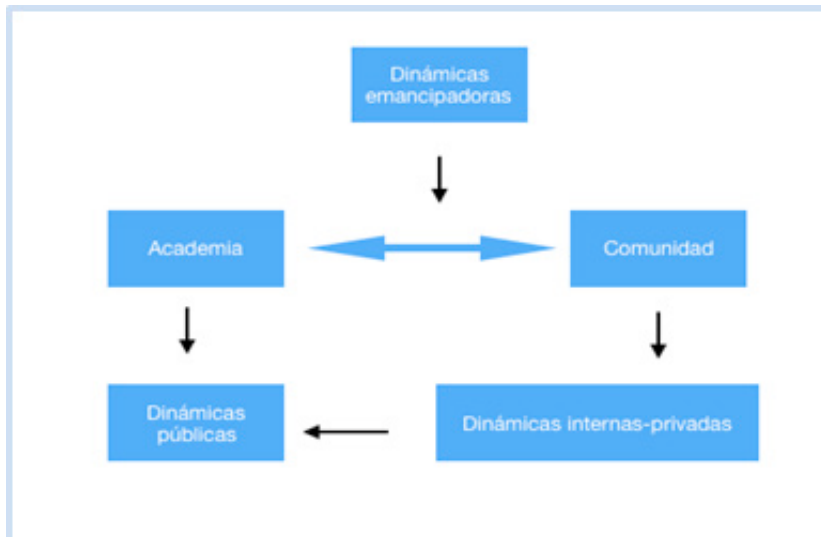 Dinámicas
emancipadoras
Academia
Comunidad
Dinámicas
públicas
Dinámicas internas-privadas